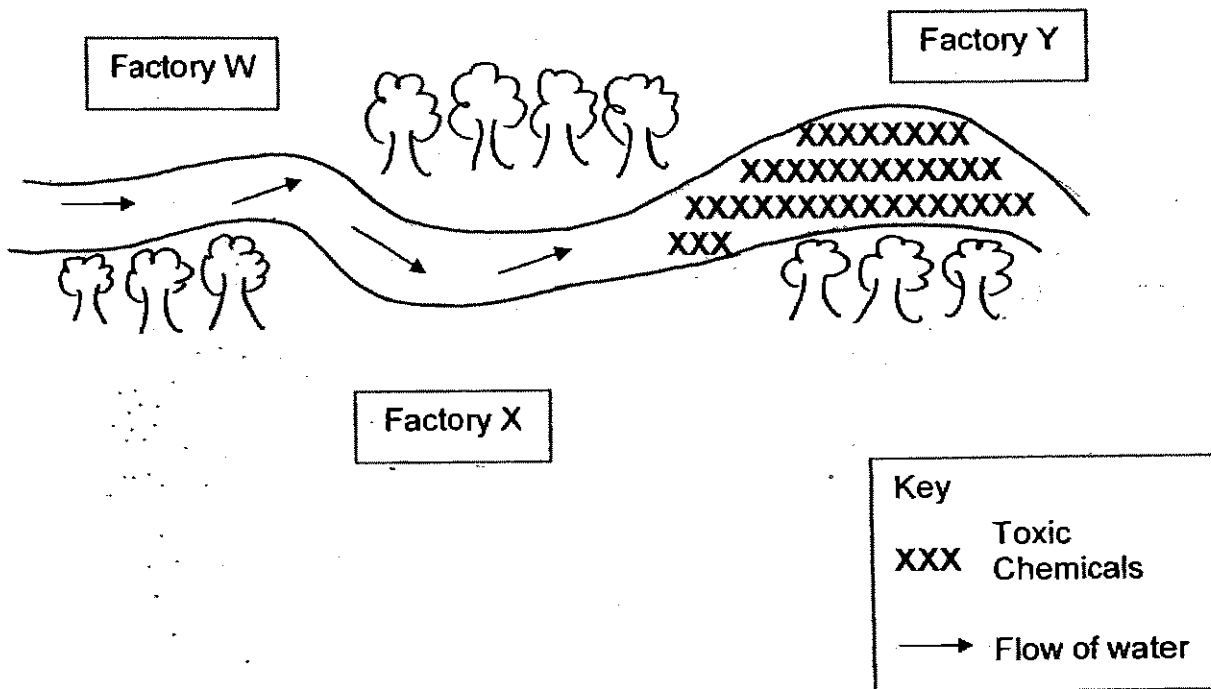 Factory W
Factory Y
XXXXXXXX
XXXXXXXXXXXX
XXXXXXXXXXXXXXXX
XXX
Factory X
Key
XXX Toxic
Chemicals
Flow of water